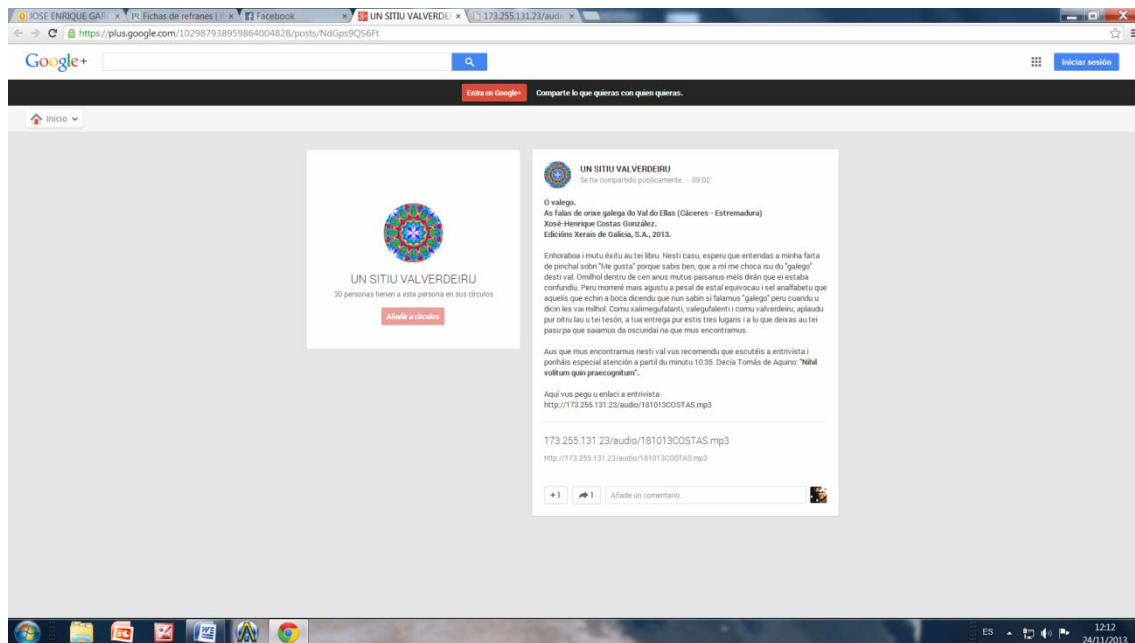 JOSE ENRIQUE GAR
Fichas de refranes |
Facebook
UN SITIU VALVERDEI
173.255.131.23/audio
https://plus.google.com/102987938959864004828/posts/NdGps9QS6Ft
Google+
Iniciar sesión
Entra en Google+ Comparte lo que quieras con quien quieras.
Inicio
UN SITIU VALVERDEIRU
30 personas tienen a esta persona en sus círculos
Añadir a círculos
UN SITIU VALVERDEIRU
Se ha compartido públicamente. - 09:02
O valego.
As falas de orixe galega do Val do Ellas (Cáceres - Estremadura)
Xosé-Henrique Costas González.
Edicións Xerais de Galicia, S.A., 2013.
Enhoraboa i mutu éxitu au tei libru. Nesti casu, esperu que entendas a minha farta
de pinchal sobri "Me gusta" porque sabis ben, que a mí me choca isu du "galego"
desti val. Omilhol dentru de cen anus mutus paisanus meis dirán que ei estaba
confundíu. Peru morreré mais agustu a pesal de estal equivocau i sel analfabetu que
aquelis que echin a boca dicendu que nun sabin si falamus "galego" peru cuandu u
dicin les vai milhol. Comu xalimegufalanti, valegufalenti i comu valverdeiru; aplaudu
pur oitru lau u tei tesón, a tua entrega pur estis tres lugaris i a lu que deixas au tei
pasu pa que saiamus da oscuridai na que mus encontramus.
Aus que mus encontramus nesti val vus recomendu que escutéis a entrivista i
ponháis especial atención a partil du minutu 10:35. Decía Tomás de Aquino: "Nihil
volitum quin praecognitum".
Aquí vus pegu u enlaci a entrivista:
http://173.255.131.23/audio/181013COSTAS.mp3
173.255.131.23/audio/181013COSTAS.mp3
http://173.255.131.23/audio/181013COSTAS.mp3
+1
1
Añade un comentario...
ES
12:12
24/11/2013